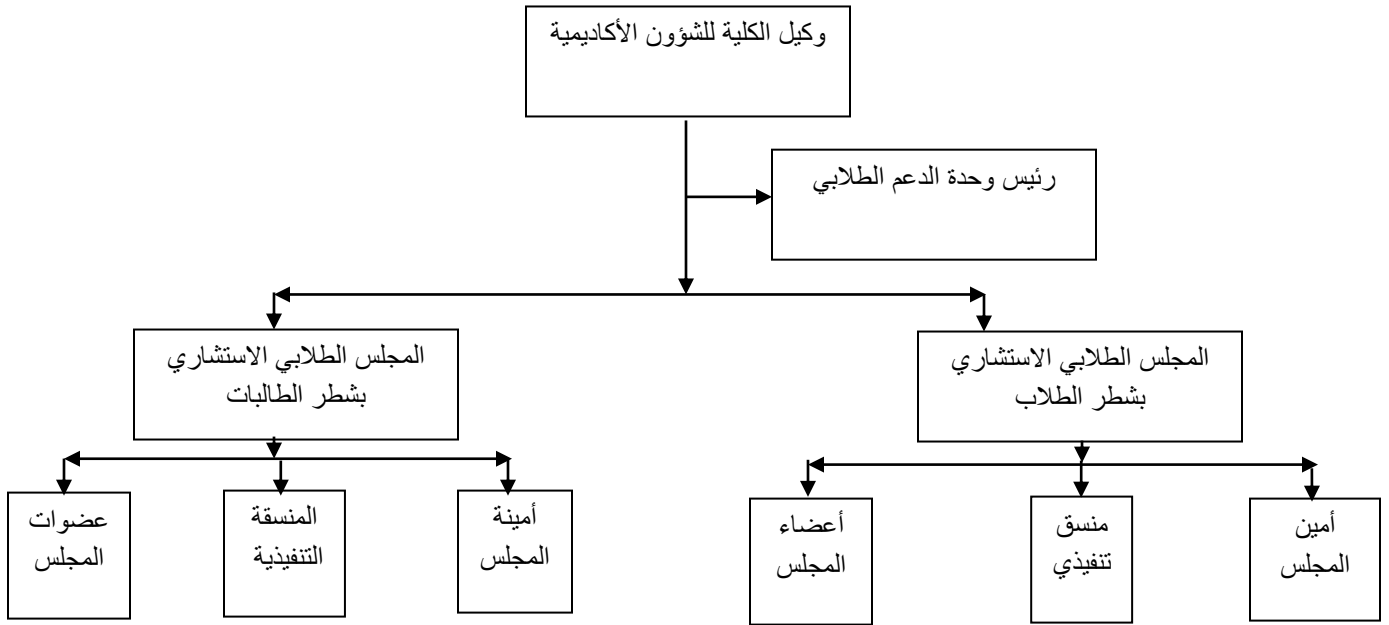 وكيل الكلية للشؤون الأكاديمية
رئيس وحدة الدعم الطلابي
المجلس الطلابي الاستشاري
بشطر الطلاب
المجلس الطلابي الاستشاري
بشطر الطالبات
أمين
المجلس
منسق
تنفيذي
أعضاء
المجلس
أمينة
المجلس
المنسقة
التنفيذية
عضوات
المجلس